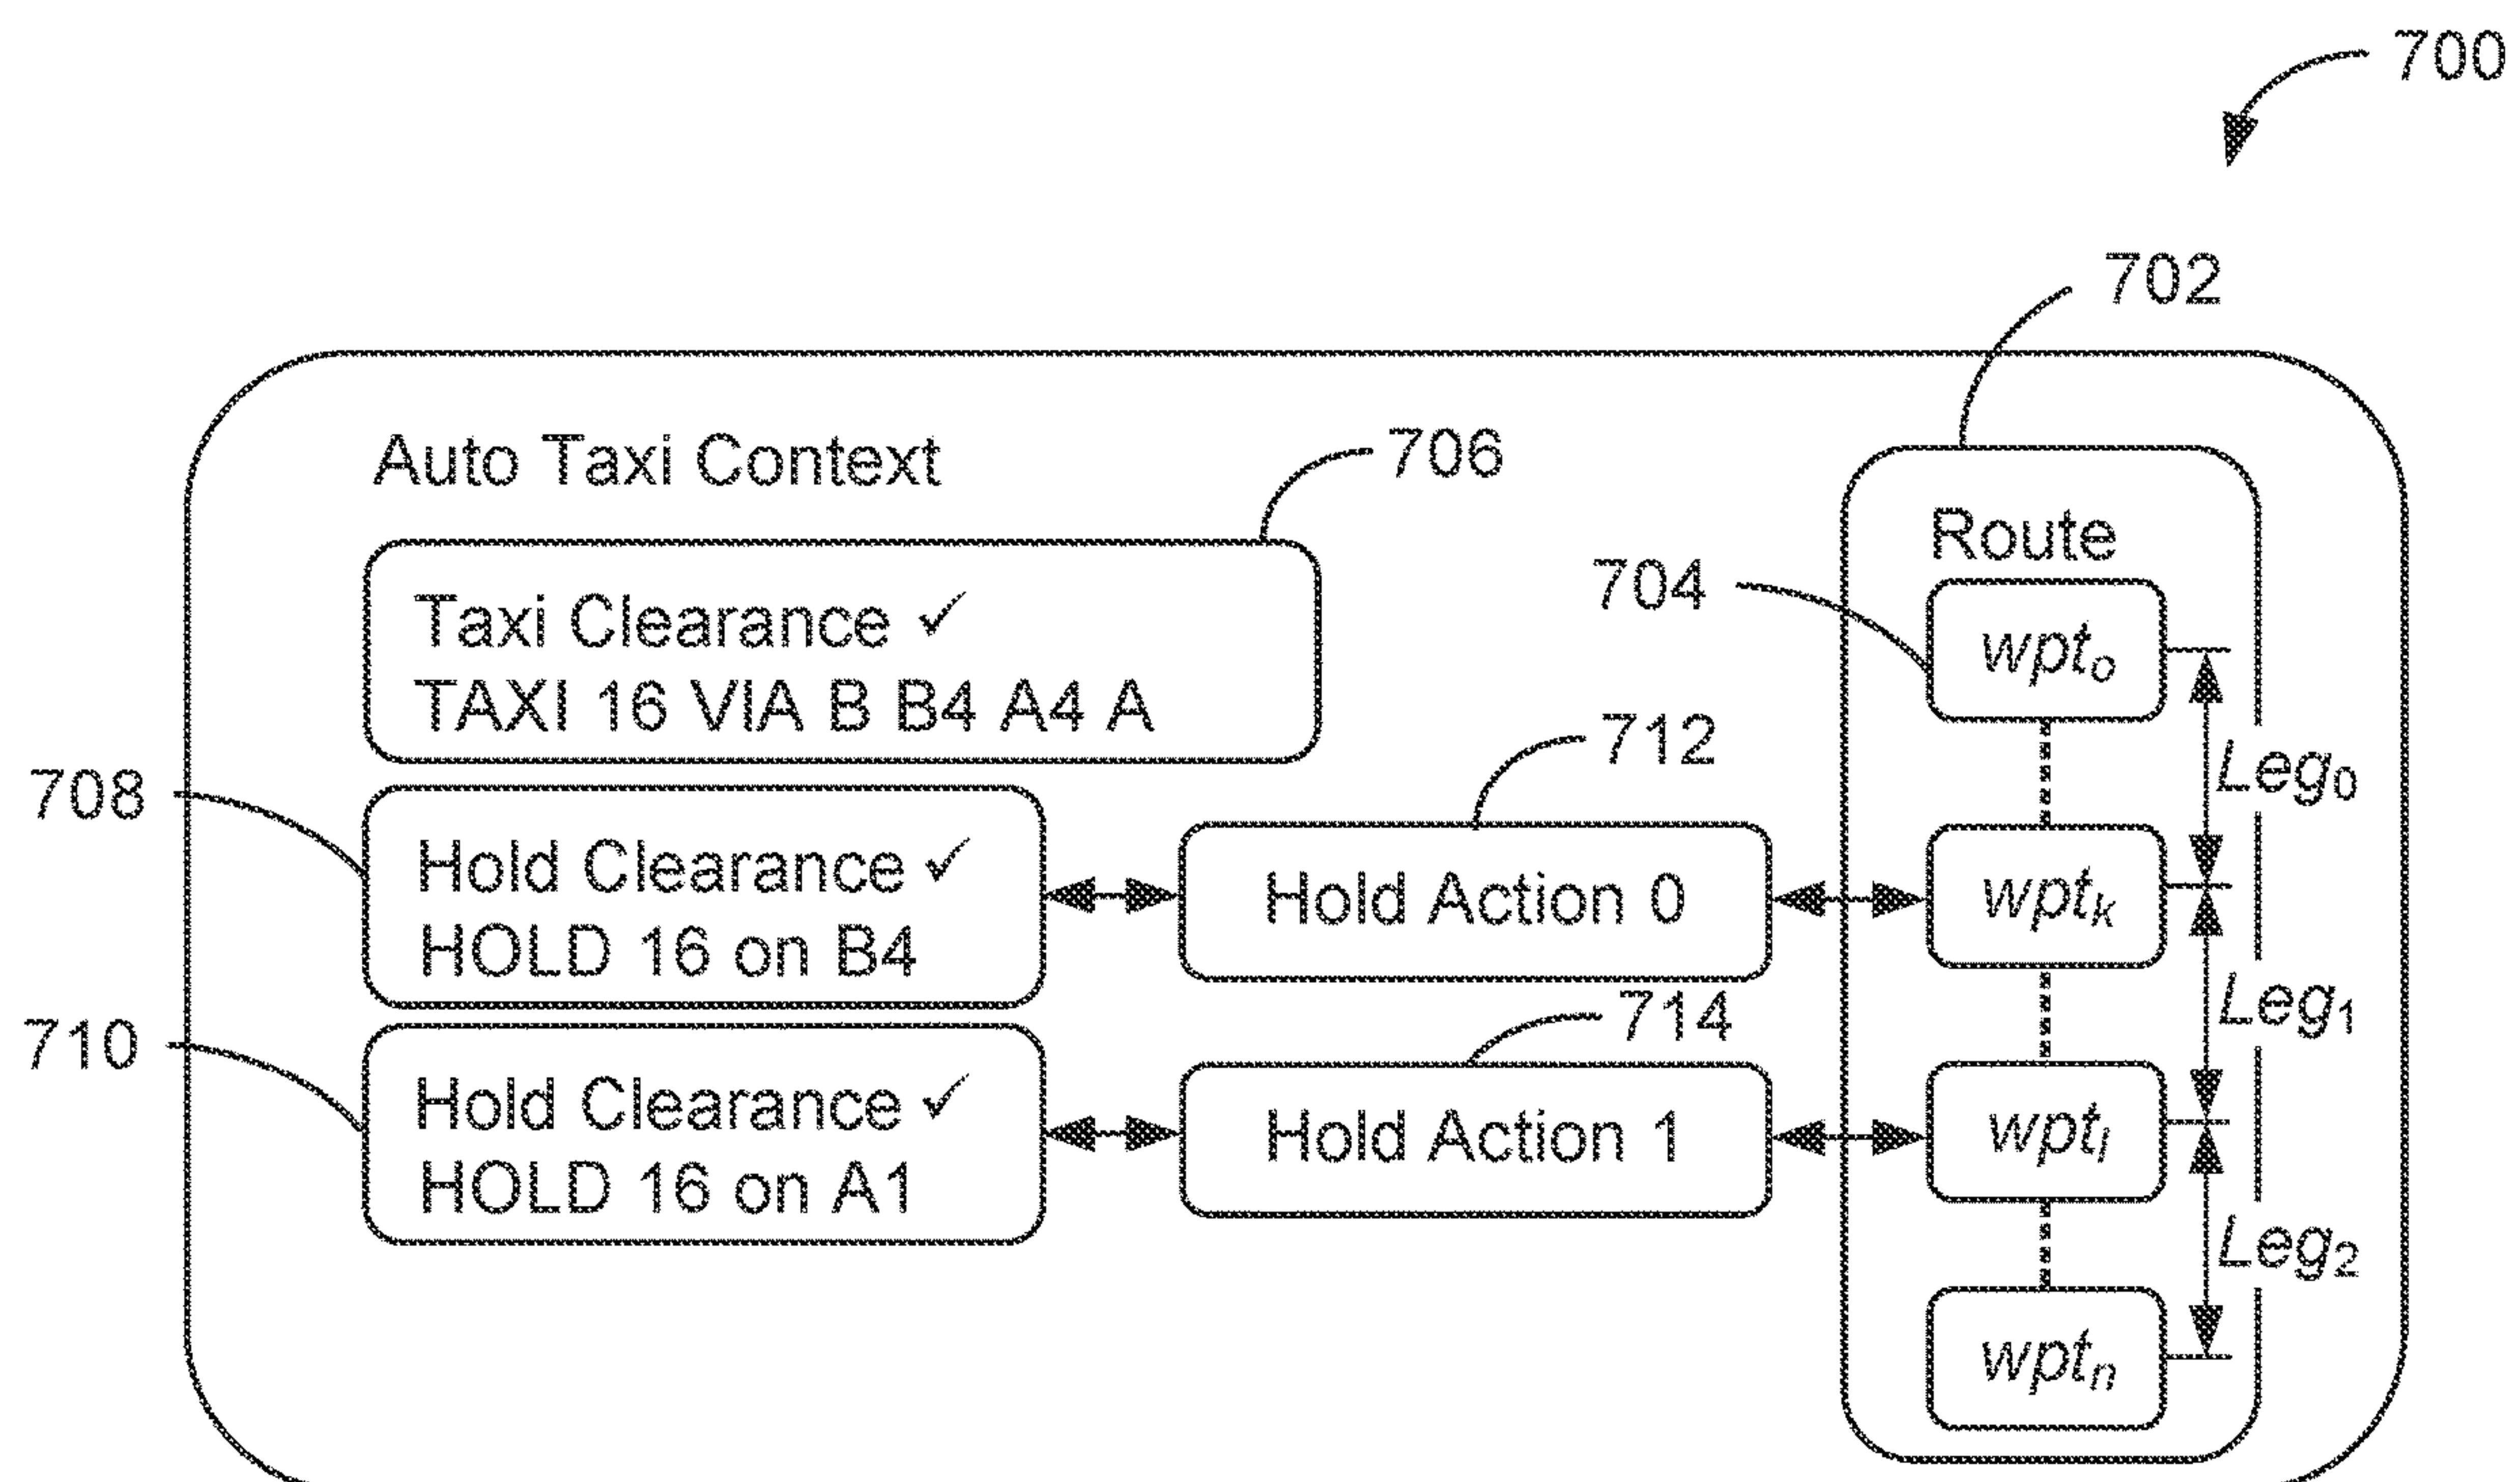 700
702
Auto Taxi Context
706
Route
704
Taxi Clearance ✓
TAXI 16 VIA B B4 A4 A
wpto
Leg0
712
708
Hold Clearance ✓
HOLD 16 on B4
Hold Action 0
wptk
Leg1
714
710
Hold Clearance ✓
HOLD 16 on A1
Hold Action 1
wptl
Leg2
wptn